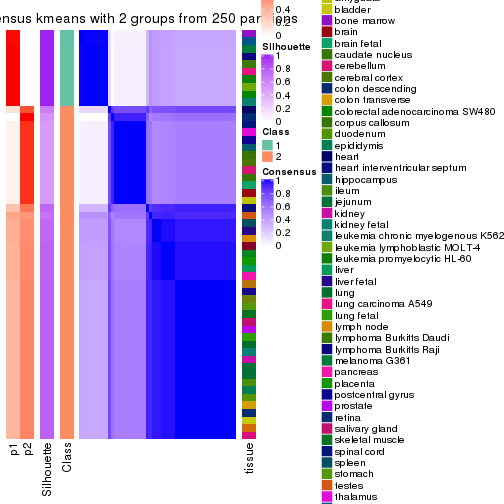 ensus kmeans with 2 groups from 250 partitions
0.4
0.2
0
Silhouette
1
0.8
0.6
0.4
0.2
0
Class
1
2
Consensus
1
0.8
0.6
0.4
0.2
0
p1
p2
Silhouette
Class
tissue
bladder
bone marrow
brain
brain fetal
caudate nucleus
cerebellum
cerebral cortex
colon descending
colon transverse
colorectal adenocarcinoma SW480
corpus callosum
duodenum
epididymis
heart
heart interventricular septum
hippocampus
ileum
jejunum
kidney
kidney fetal
leukemia chronic myelogenous K562
leukemia lymphoblastic MOLT-4
leukemia promyelocytic HL-60
liver
liver fetal
lung
lung carcinoma A549
lung fetal
lymph node
lymphoma Burkitts Daudi
lymphoma Burkitts Raji
melanoma G361
pancreas
placenta
postcentral gyrus
prostate
retina
salivary gland
skeletal muscle
spinal cord
spleen
stomach
testes
thalamus